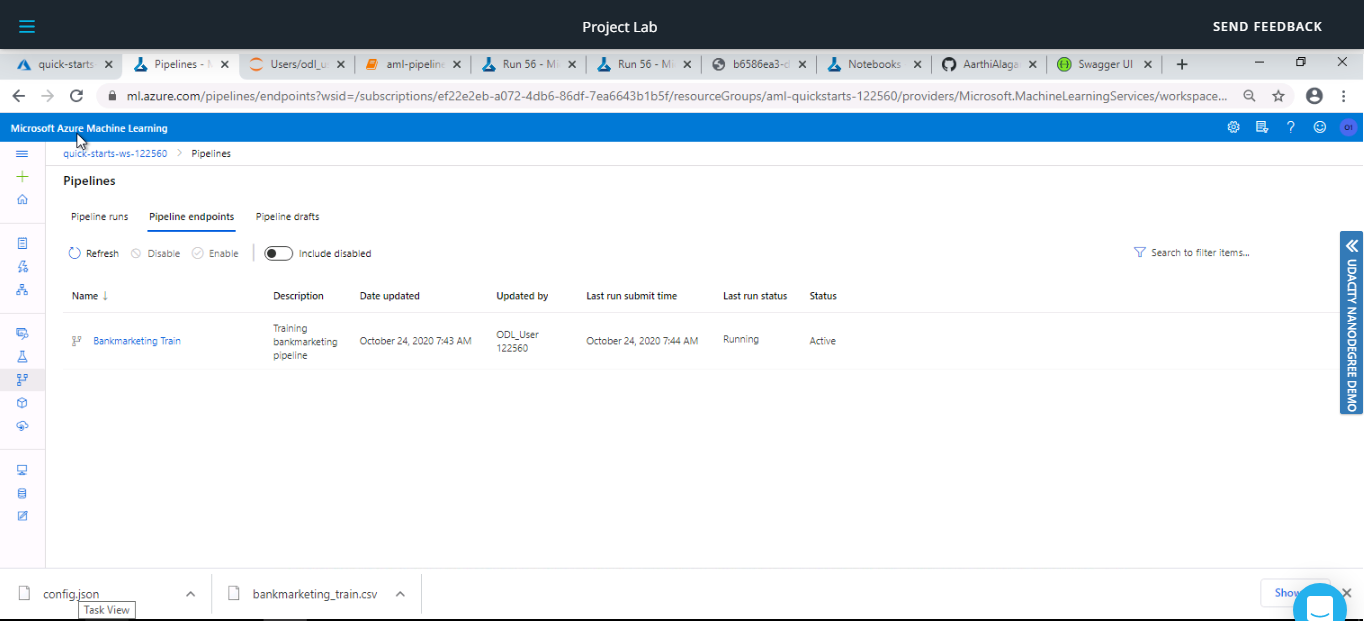 Project Lab
SEND FEEDBACK
quick-starts
Pipelines - M
Users/odl_u
aml-pipeline
Run 56 - Mi
Run 56 - Mi
b6586ea3-d
Notebooks
AarthiAlaga
Swagger UI
ml.azure.com/pipelines/endpoints?wsid=/subscriptions/ef22e2eb-a072-4db6-86df-7ea6643b1b5f/resourceGroups/aml-quickstarts-122560/providers/Microsoft.MachineLearningServices/workspace...
Microsoft Azure Machine Learning
O1
quick-starts-ws-122560 > Pipelines
Pipelines
Pipeline runs
Pipeline endpoints
Pipeline drafts
Refresh
Disable
Enable
Include disabled
Search to filter items...
Name ↓
Description
Date updated
Updated by
Last run submit time
Last run status
Status
Bankmarketing Train
Training
bankmarketing
pipeline
October 24, 2020 7:43 AM
ODL_User
122560
October 24, 2020 7:44 AM
Running
Active
UDACITY NANODEGREE DEMO
config.json
bankmarketing_train.csv
Show
Task View